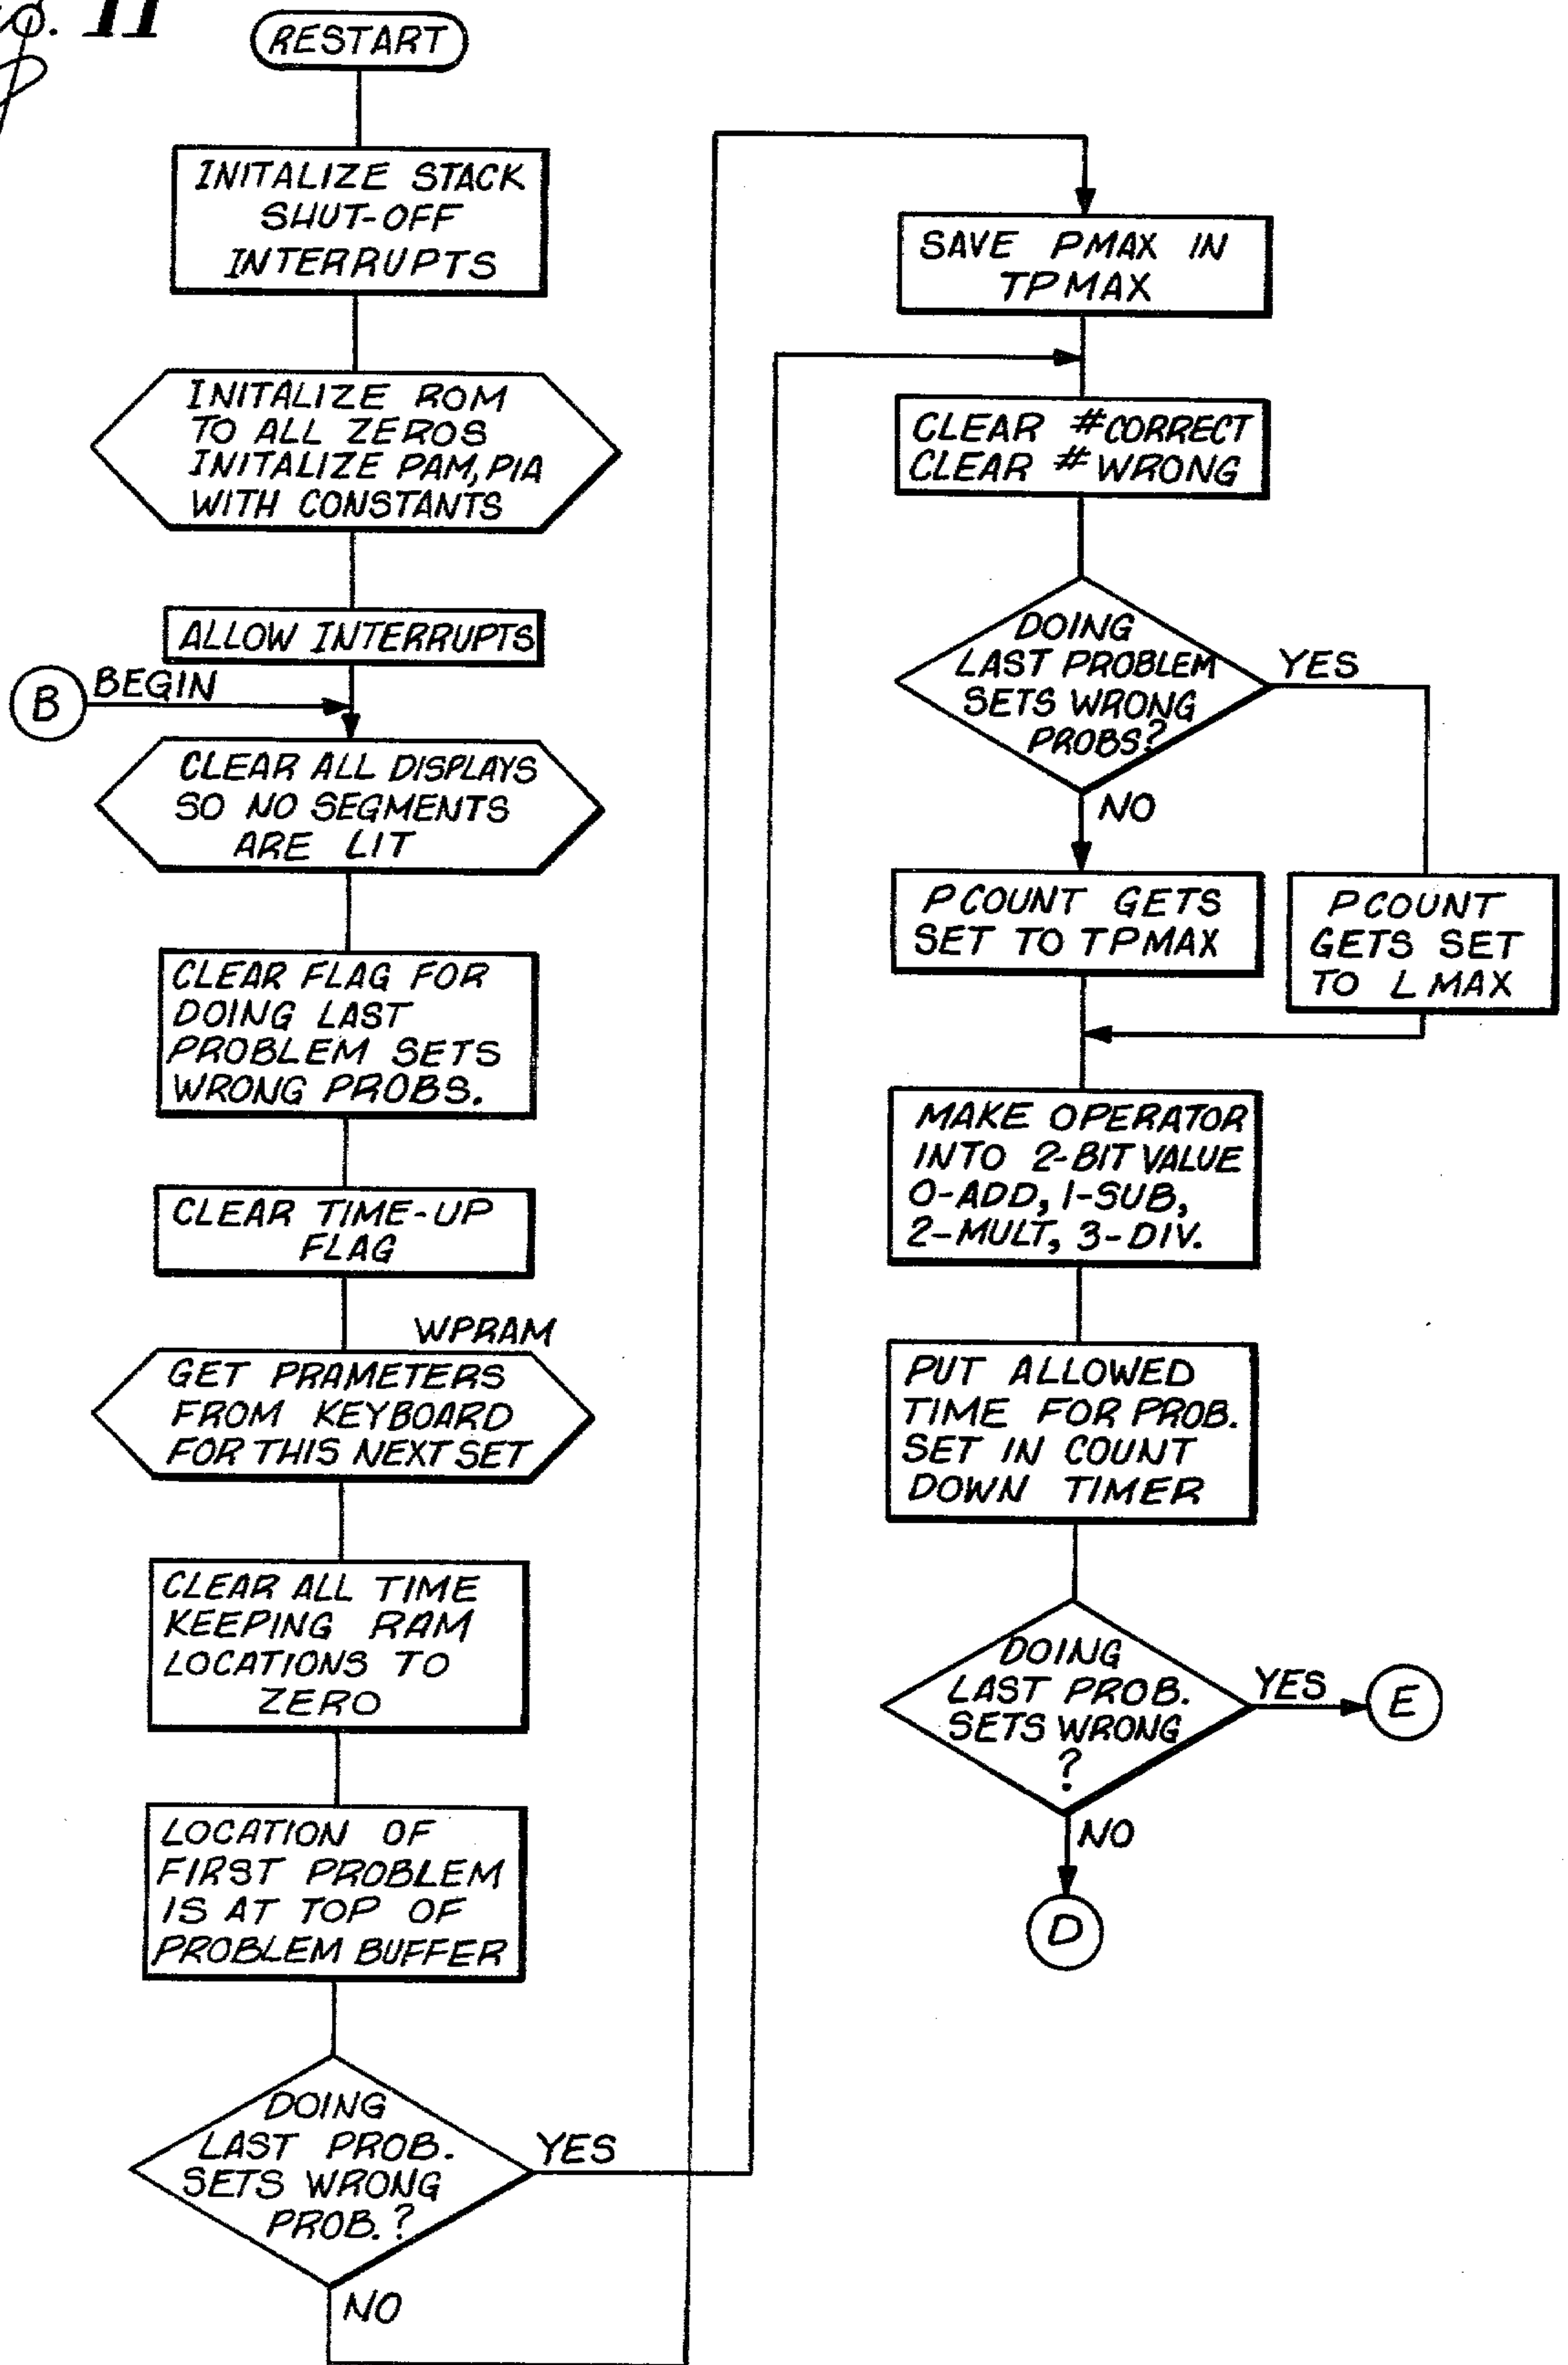 11
RESTART
INITALIZE STACK
SHUT-OFF
INTERRUPTS
INITALIZE ROM
TO ALL ZEROS
INITALIZE PAM, PIA
WITH CONSTANTS
ALLOW INTERRUPTS
B
BEGIN
CLEAR ALL DISPLAYS
SO NO SEGMENTS
ARE LIT
CLEAR FLAG FOR
DOING LAST
PROBLEM SETS
WRONG PROBS.
CLEAR TIME-UP
FLAG
WPRAM
GET PRAMETERS
FROM KEYBOARD
FOR THIS NEXT SET
CLEAR ALL TIME
KEEPING RAM
LOCATIONS TO
ZERO
LOCATION OF
FIRST PROBLEM
IS AT TOP OF
PROBLEM BUFFER
DOING
LAST PROB.
SETS WRONG
PROB.?
YES
NO
SAVE PMAX IN
TPMAX
CLEAR #CORRECT
CLEAR #WRONG
DOING
LAST PROBLEM
SETS WRONG
PROBS?
YES
NO
PCOUNT GETS
SET TO TPMAX
PCOUNT
GETS SET
TO LMAX
MAKE OPERATOR
INTO 2-BIT VALUE
0-ADD, 1-SUB,
2-MULT, 3-DIV.
PUT ALLOWED
TIME FOR PROB.
SET IN COUNT
DOWN TIMER
DOING
LAST PROB.
SETS WRONG
?
YES
E
NO
D